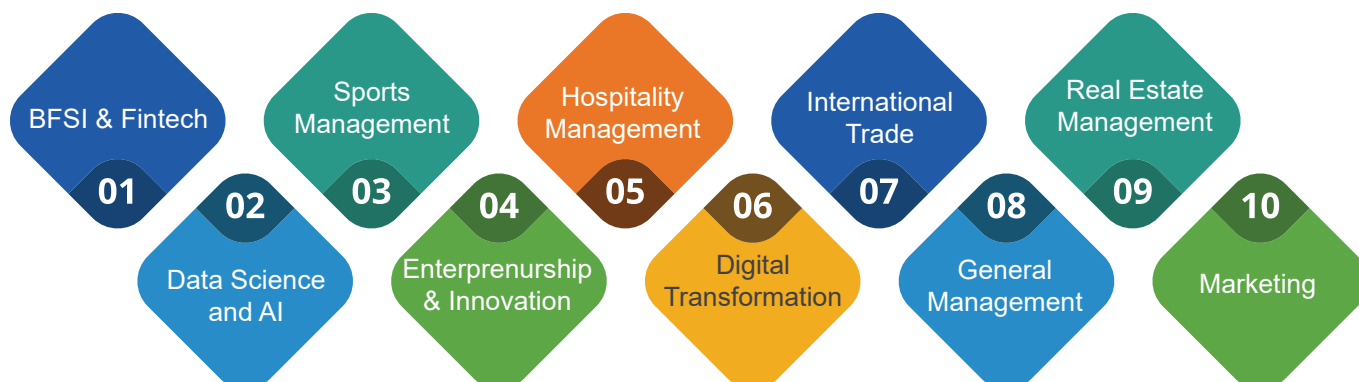 BFSI & Fintech
01
02
Data Science
and AI
Sports
Management
03
04
Enterprenurship
& Innovation
Hospitality
Management
05
06
Digital
Transformation
International
Trade
07
08
General
Management
Real Estate
Management
09
10
Marketing